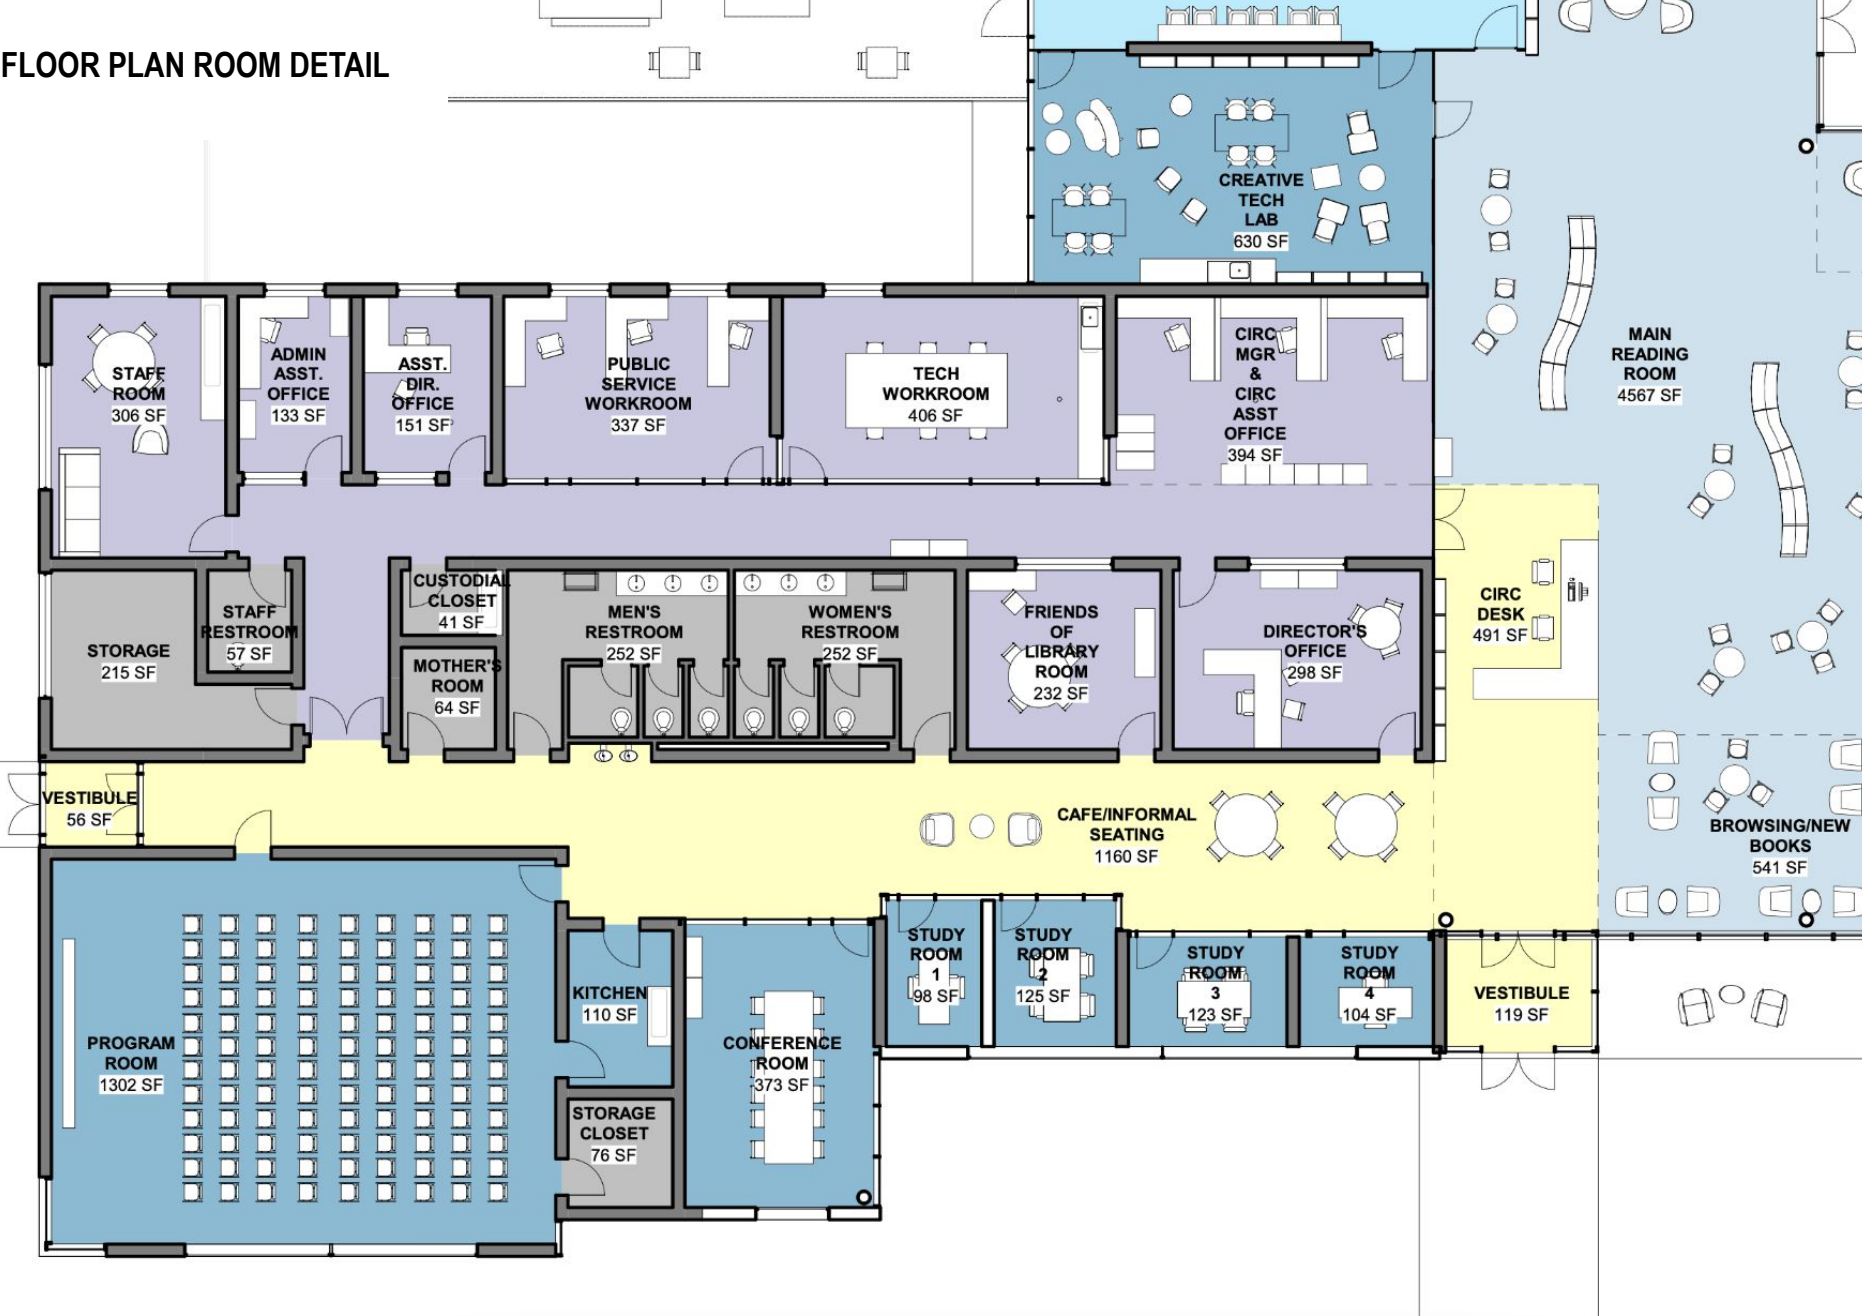 FLOOR PLAN ROOM DETAIL
CREATIVE
TECH
LAB
630 SF
MAIN
READING
ROOM
4567 SF
STAFF
ROOM
306 SF
ADMIN
ASST.
OFFICE
133 SF
ASST.
DIR.
OFFICE
151 SF
PUBLIC
SERVICE
WORKROOM
337 SF
TECH
WORKROOM
406 SF
CIRC
MGR
&
CIRC
ASST
OFFICE
394 SF
STORAGE
215 SF
STAFF
RESTROOM
57 SF
CUSTODIAL
CLOSET
41 SF
MOTHER'S
ROOM
64 SF
MEN'S
RESTROOM
252 SF
WOMEN'S
RESTROOM
252 SF
FRIENDS
OF
LIBRARY
ROOM
232 SF
DIRECTOR'S
OFFICE
298 SF
CIRC
DESK
491 SF
VESTIBULE
56 SF
CAFE/INFORMAL
SEATING
1160 SF
BROWSING/NEW
BOOKS
541 SF
PROGRAM
ROOM
1302 SF
KITCHEN
110 SF
STORAGE
CLOSET
76 SF
CONFERENCE
ROOM
373 SF
STUDY
ROOM
1
98 SF
STUDY
ROOM
2
125 SF
STUDY
ROOM
3
123 SF
STUDY
ROOM
4
104 SF
VESTIBULE
119 SF